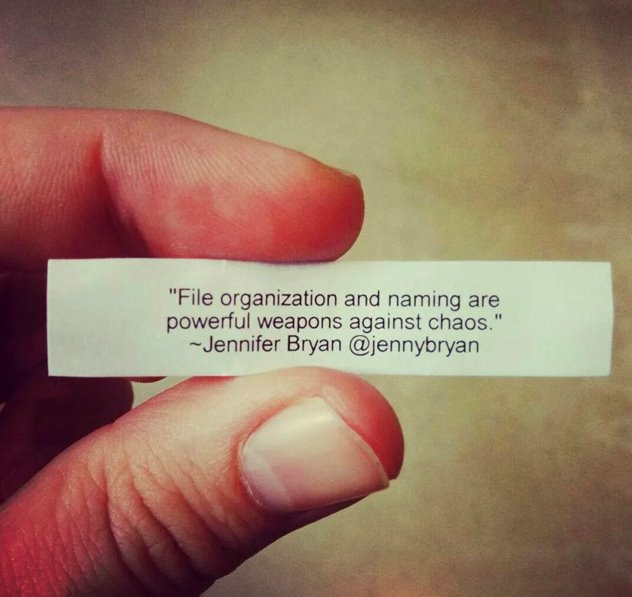 "File organization and naming are
powerful weapons against chaos."
~Jennifer Bryan @jennybryan